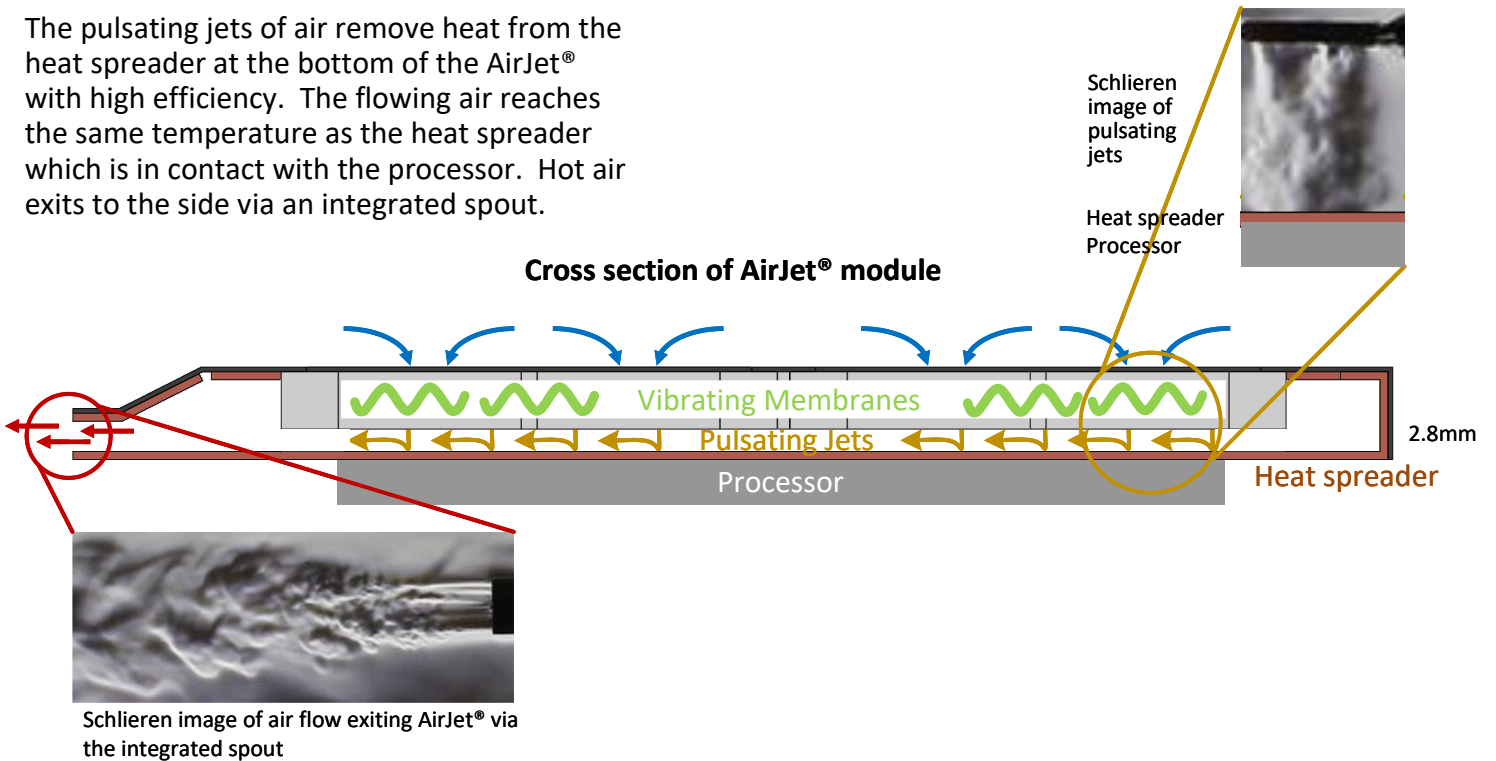 The pulsating jets of air remove heat from the
heat spreader at the bottom of the AirJet®
with high efficiency.  The flowing air reaches
the same temperature as the heat spreader
which is in contact with the processor.  Hot air
exits to the side via an integrated spout.
Schlieren
image of
pulsating
jets
Heat spreader
Processor
Cross section of AirJet® module
Vibrating Membranes
Pulsating Jets
2.8mm
Processor
Heat spreader
Schlieren image of air flow exiting AirJet® via
the integrated spout